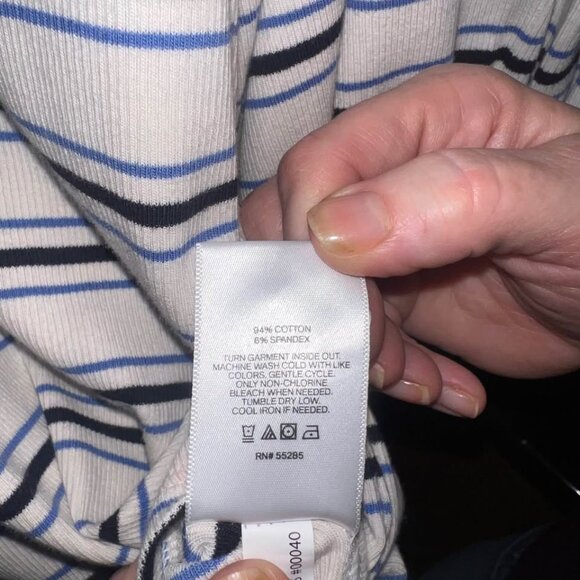 94% COTTON
6% SPANDEX
TURN GARMENT INSIDE OUT.
MACHINE WASH COLD WITH LIKE
COLORS, GENTLE CYCLE.
ONLY NON-CHLORINE
BLEACH WHEN NEEDED.
TUMBLE DRY LOW.
COOL IRON IF NEEDED.
RN# 55285
#00040